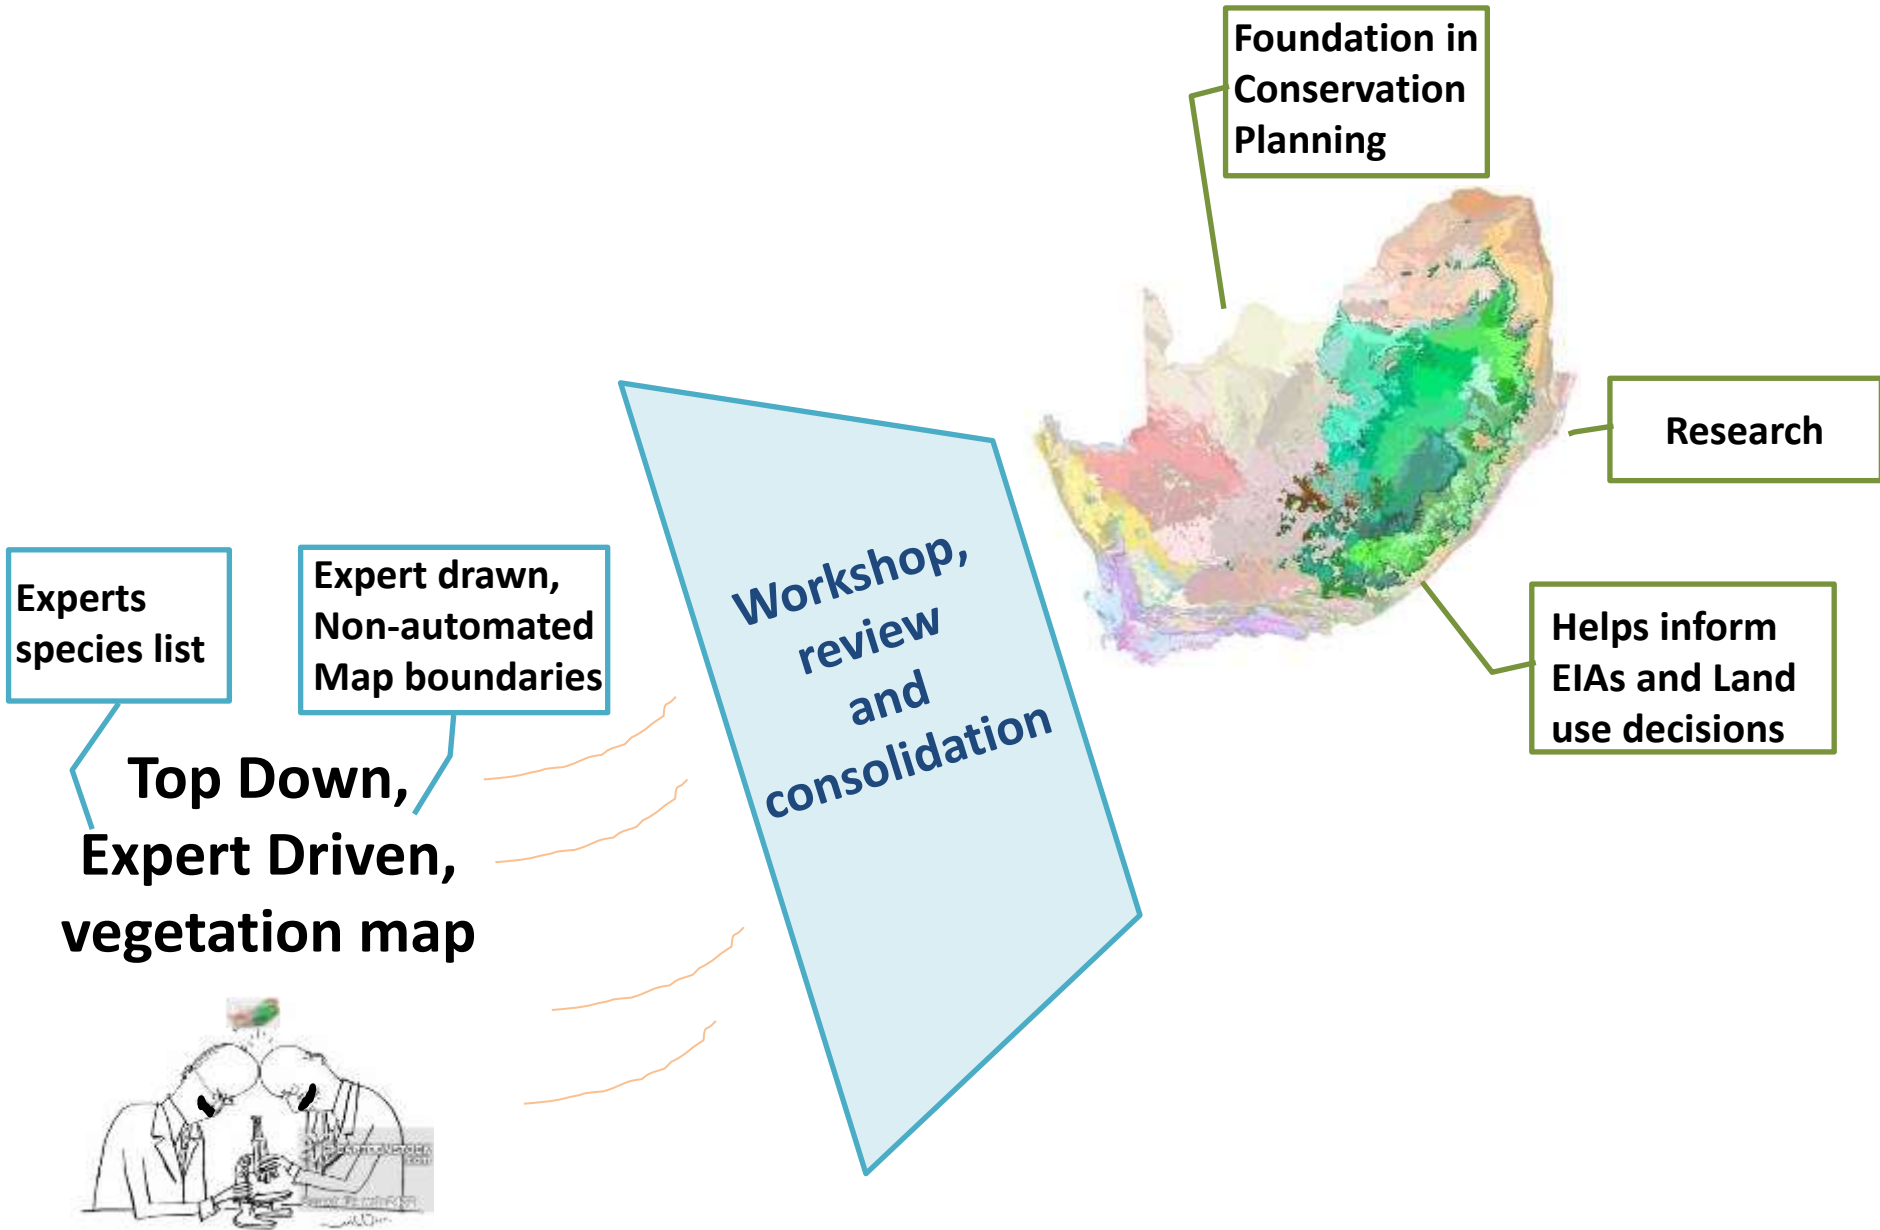 Foundation in
Conservation
Planning
Research
Helps inform
EIAs and Land
use decisions
Workshop,
review
and
consolidation
Experts
species list
Expert drawn,
Non-automated
Map boundaries
Top Down,
Expert Driven,
vegetation map